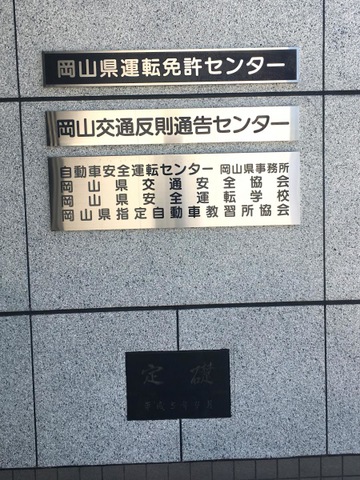 岡山県運転免許センター
岡山交通反則通告センター
自動車安全運転センター 岡山県事務所
岡山県交通安全協会
岡山県安全運転学校
岡山県指定自動車教習所協会
定礎